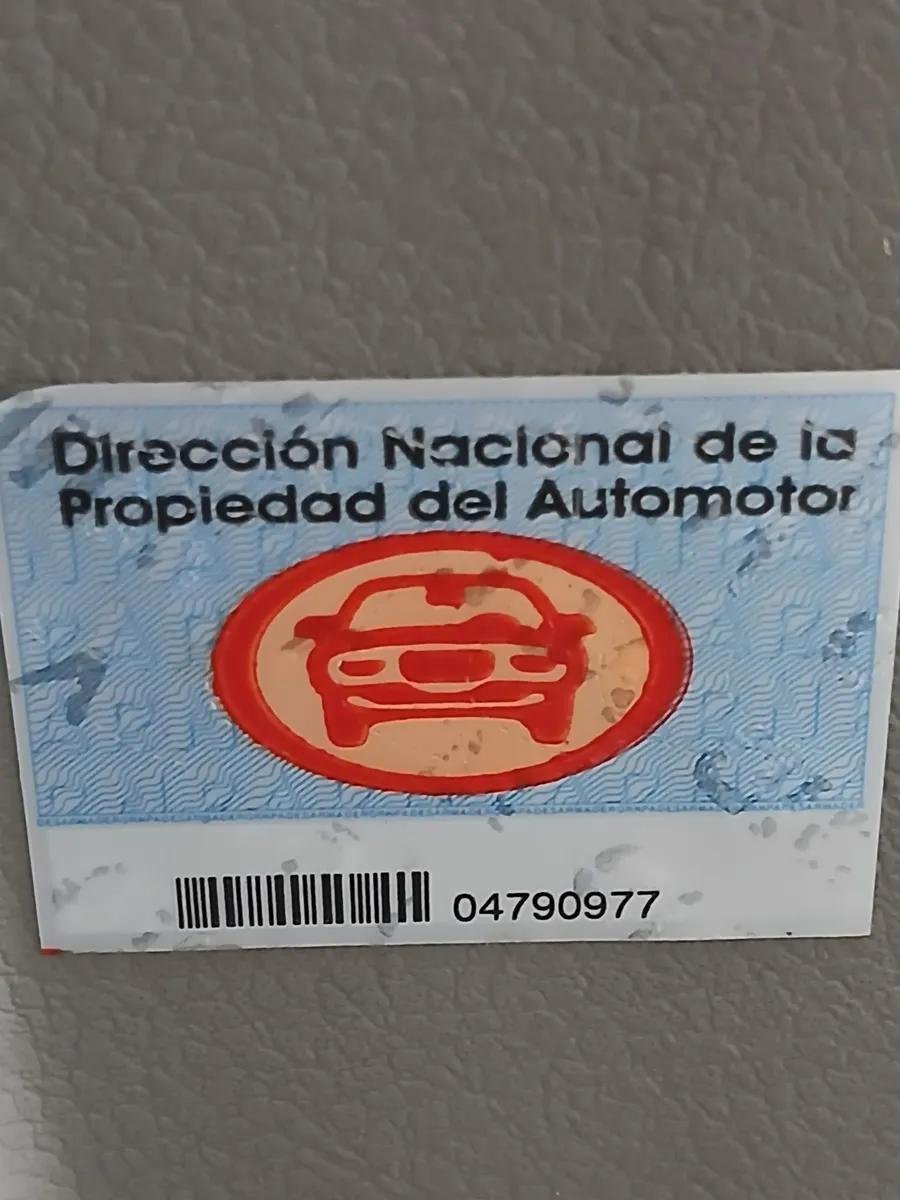 Dirección Nacional de la
Propiedad del Automotor
04790977